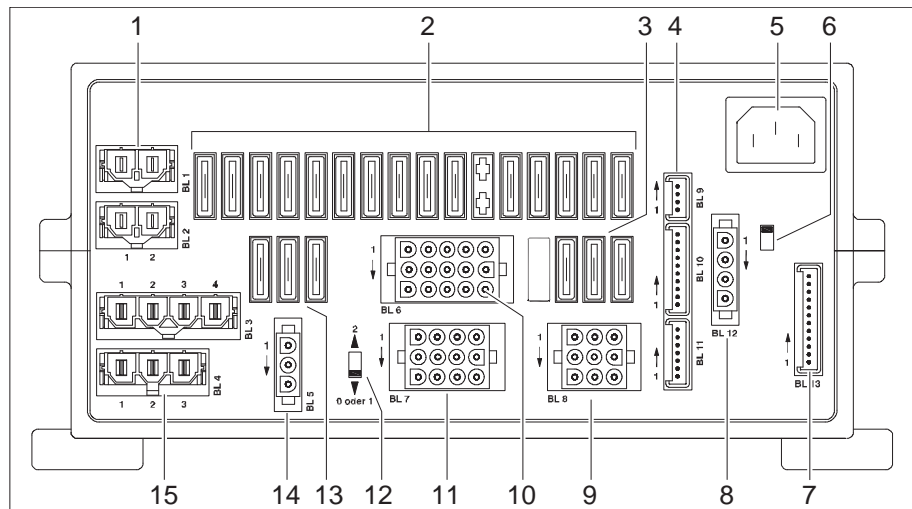 1 2 3 4 5 6
BL 1
BL 2
1 2
1 2 3 4
BL 3
BL 4
1 2 3
1
BL 5
2
0 oder 1
1
BL 6
1
BL 7
1
BL 8
1
BL 9
1
BL 10
1
BL 11
1
BL 12
1
BL 13
15 14 13 12 11 10 9 8 7